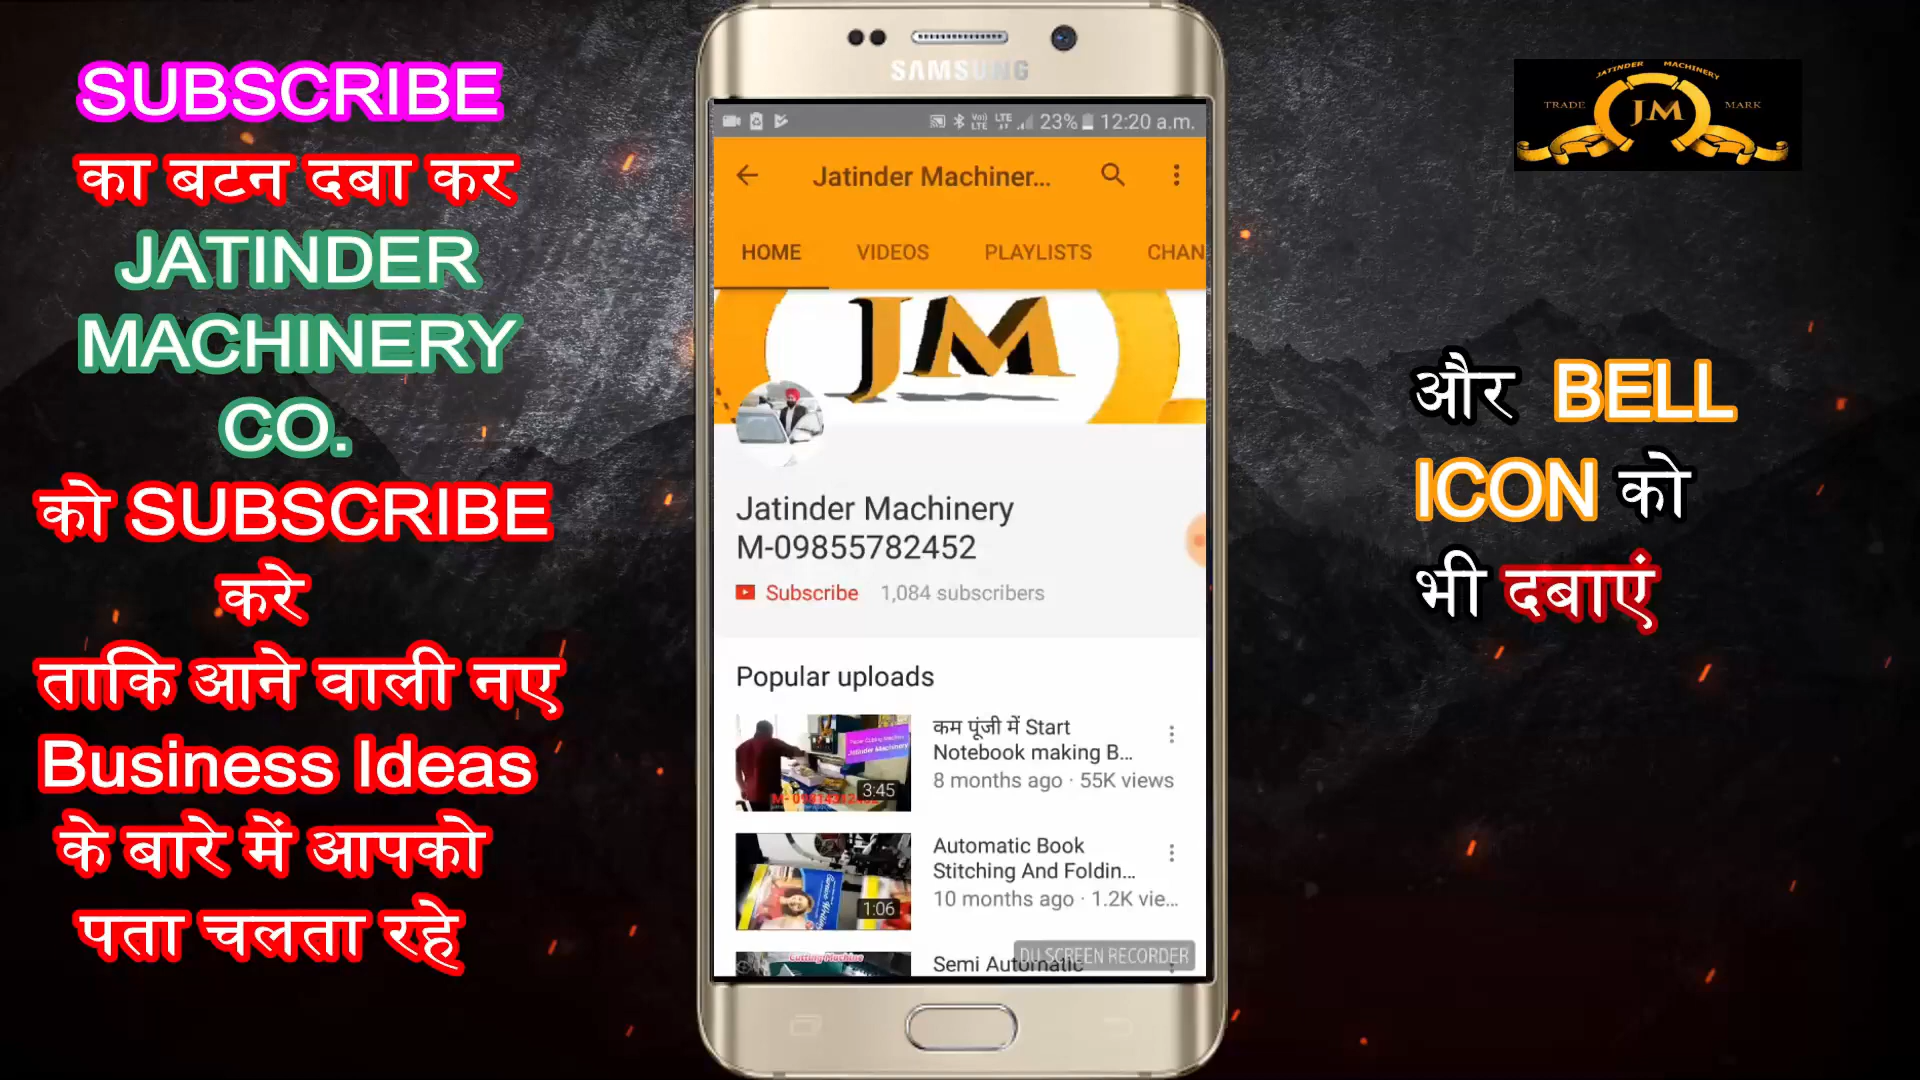 SUBSCRIBE
का बटन दबा कर
JATINDER
MACHINERY
CO.
को SUBSCRIBE
करे
ताकि आने वाली नए
Business Ideas
के बारे में आपको
पता चलता रहे
SAMSUNG
23% 12:20 a.m.
Jatinder Machiner...
HOME VIDEOS PLAYLISTS CHAN
JM
Jatinder Machinery
M-09855782452
Subscribe 1,084 subscribers
Popular uploads
कम पूंजी में Start
Notebook making B...
8 months ago · 55K views
3:45
Automatic Book
Stitching And Foldin...
10 months ago · 1.2K vie...
1:06
Cutting Machine
Semi Automatic
DU SCREEN RECORDER
JATINDER MACHINERY
TRADE JM MARK
और BELL
ICON को
भी दबाएं